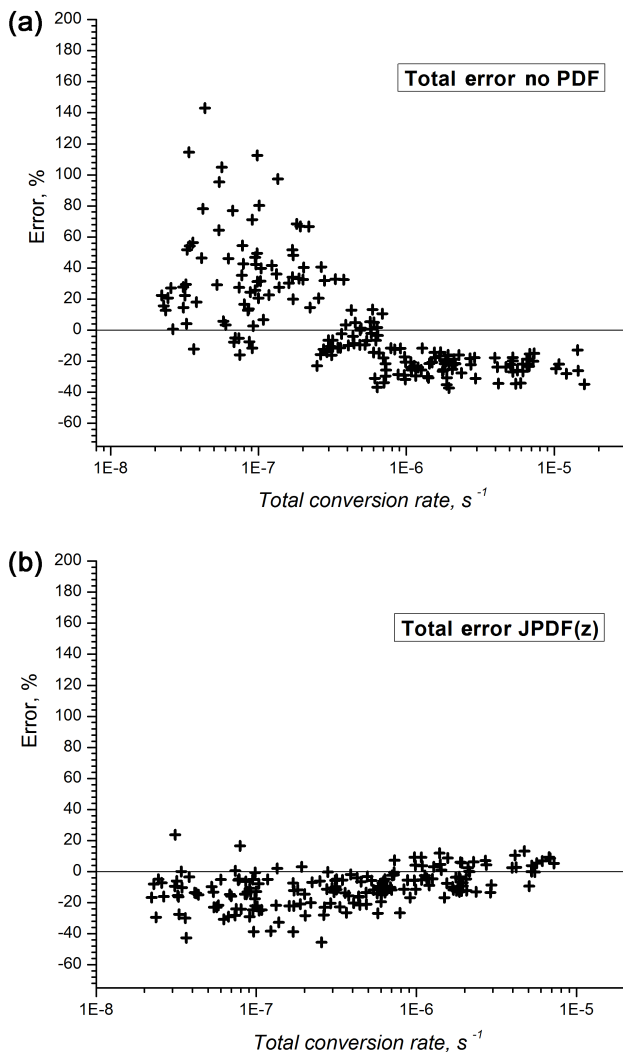 (a)
200
180
160
140
120
100
80
60
40
20
0
-20
-40
-60
Error, %
Total error no PDF
1E-8 1E-7 1E-6 1E-5
Total conversion rate, s⁻¹
(b)
200
180
160
140
120
100
80
60
40
20
0
-20
-40
-60
Error, %
Total error JPDF(z)
1E-8 1E-7 1E-6 1E-5
Total conversion rate, s⁻¹